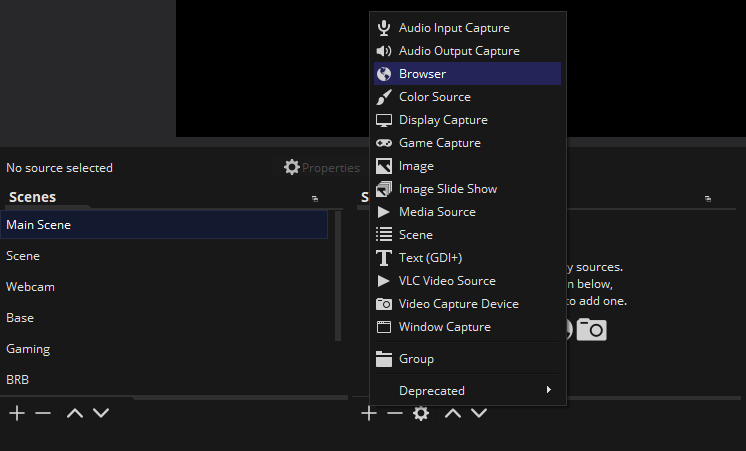 Audio Input Capture
Audio Output Capture
Browser
Color Source
Display Capture
Game Capture
Image
Image Slide Show
Media Source
Scene
Text (GDI+)
VLC Video Source
Video Capture Device
Window Capture
Group
Deprecated
No source selected
Properties
Scenes
S
Main Scene
Scene
Webcam
Base
Gaming
BRB
y sources.
n below,
to add one.